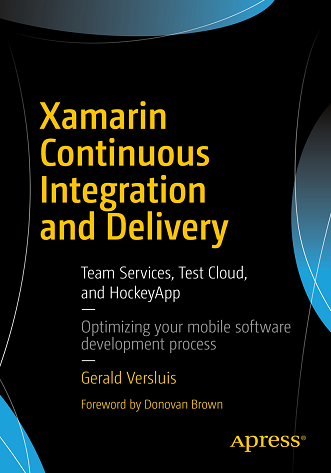 Xamarin
Continuous
Integration
and Delivery
Team Services, Test Cloud,
and HockeyApp
—
Optimizing your mobile software
development process
—
Gerald Versluis
Foreword by Donovan Brown
Apress®